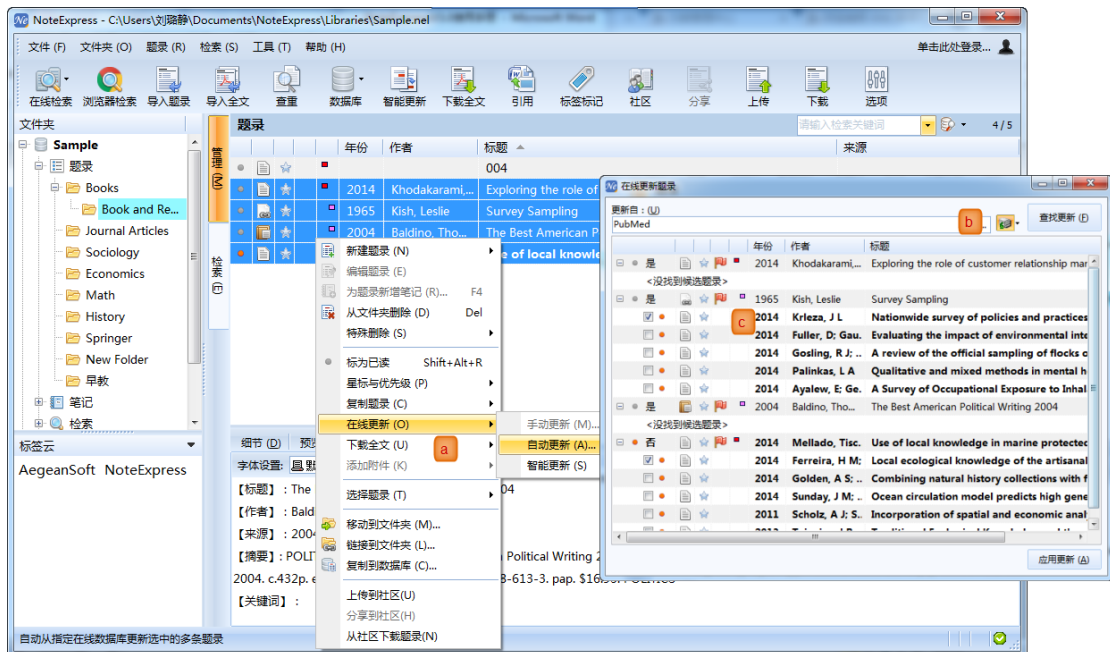 NoteExpress - C:\Users\刘璐静\Documents\NoteExpress\Libraries\Sample.nel
文件 (F) 文件夹 (O) 题录 (R) 检索 (S) 工具 (T) 帮助 (H) 单击此处登录...
在线检索 浏览器检索 导入题录 导入全文 查重 数据库 智能更新 下载全文 引用 标签标记 社区 分享 上传 下载 选项
文件夹
Sample
题录
Books
Book and Re...
Journal Articles
Sociology
Economics
Math
History
Springer
New Folder
早教
笔记
检索
标签云
AegeanSoft NoteExpress
管理 (M)
检索 (F)
题录 请输入检索关键词 4/5
年份 作者 标题 来源
004
2014 Khodakarami,... Exploring the role of
1965 Kish, Leslie Survey Sampling
2004 Baldino, Tho... The Best American P
e of local knowle
新建题录 (N)
编辑题录 (E)
为题录新增笔记 (R)... F4
从文件夹删除 (D) Del
特殊删除 (S)
标为已读 Shift+Alt+R
星标与优先级 (P)
复制题录 (C)
在线更新 (O)
下载全文 (U)
添加附件 (K)
选择题录 (T)
移动到文件夹 (M)...
链接到文件夹 (L)...
复制到数据库 (C)...
上传到社区(U)
分享到社区(H)
从社区下载题录(N)
a
手动更新 (M)...
自动更新 (A)...
智能更新 (S)
细节 (D) 预
字体设置:
【标题】 : The 04
【作者】 : Bald
【来源】 : 2004
【摘要】 : POLI Political Writing 2
2004. c.432p. 8-613-3. pap.
【关键词】 :
自动从指定在线数据库更新选中的多条题录
在线更新题录
更新自 : (U)
PubMed b 查找更新 (F)
年份 作者 标题
是 2014 Khodakarami,... Exploring the role of customer relationship mar
<没找到候选题录>
是 1965 Kish, Leslie Survey Sampling
c 2014 Krleza, J L Nationwide survey of policies and practices
2014 Fuller, D; Gau. Evaluating the impact of environmental inte
2014 Gosling, R J; .. A review of the official sampling of flocks o
2014 Palinkas, L A Qualitative and mixed methods in mental h
2014 Ayalew, E; Ge. A Survey of Occupational Exposure to Inhal
是 2004 Baldino, Tho... The Best American Political Writing 2004
<没找到候选题录>
否 2014 Mellado, Tisc. Use of local knowledge in marine protected
2014 Ferreira, H M; Local ecological knowledge of the artisanal
2014 Golden, A S; .. Combining natural history collections with f
2014 Sunday, J M; .. Ocean circulation model predicts high gene
2011 Scholz, A J; S.. Incorporation of spatial and economic anal
应用更新 (A)